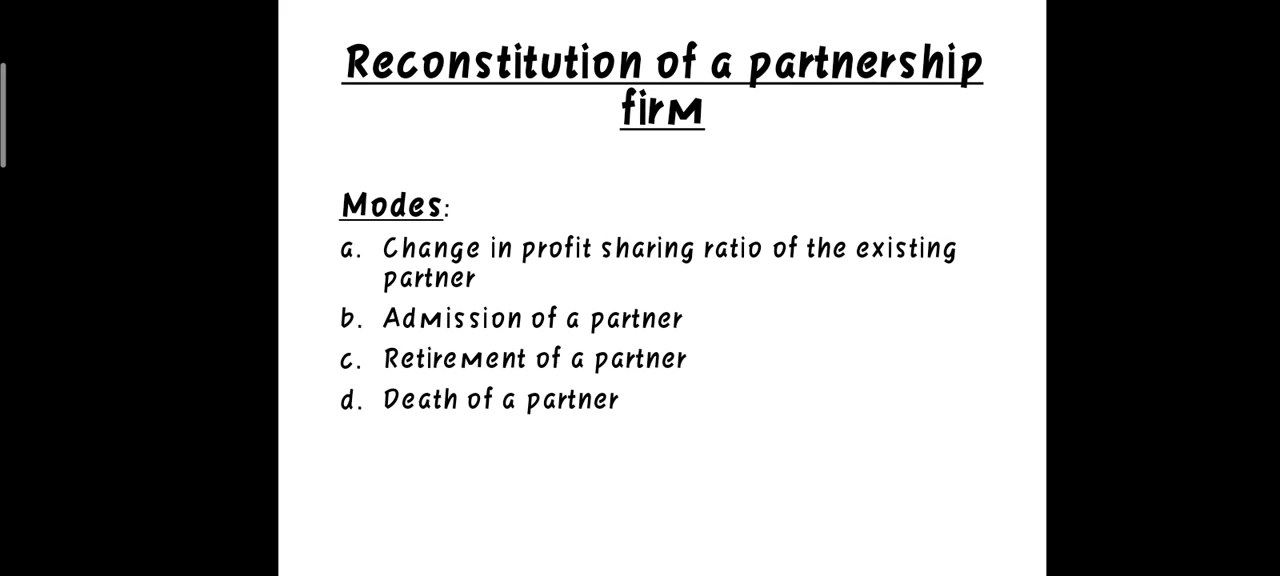 Reconstitution of a partnership
firm
Modes:
a. Change in profit sharing ratio of the existing
partner
b. Admission of a partner
c. Retirement of a partner
d. Death of a partner